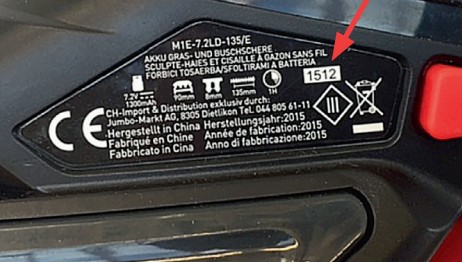 M1E-7.2LD-135/E
AKKU GRAS- UND BUSCHSCHERE
SCULPTE-HAIES ET CISAILLE À GAZON SANS FIL
FORBICI TOSAERBA/SFOLTIRAMI A BATTERIA
1512
7.2V 1300mAh 90mm 8mm 135mm 1H
CH-Import & Distribution exklusiv durch:
Jumbo-Markt AG, 8305 Dietlikon Tel. 044 805 61-11
Hergestellt in China Herstellungsjahr:2015
Fabriqué en Chine Année de fabrication:2015
Fabbricato in Cina Anno di fabbricazione:2015
CE
III